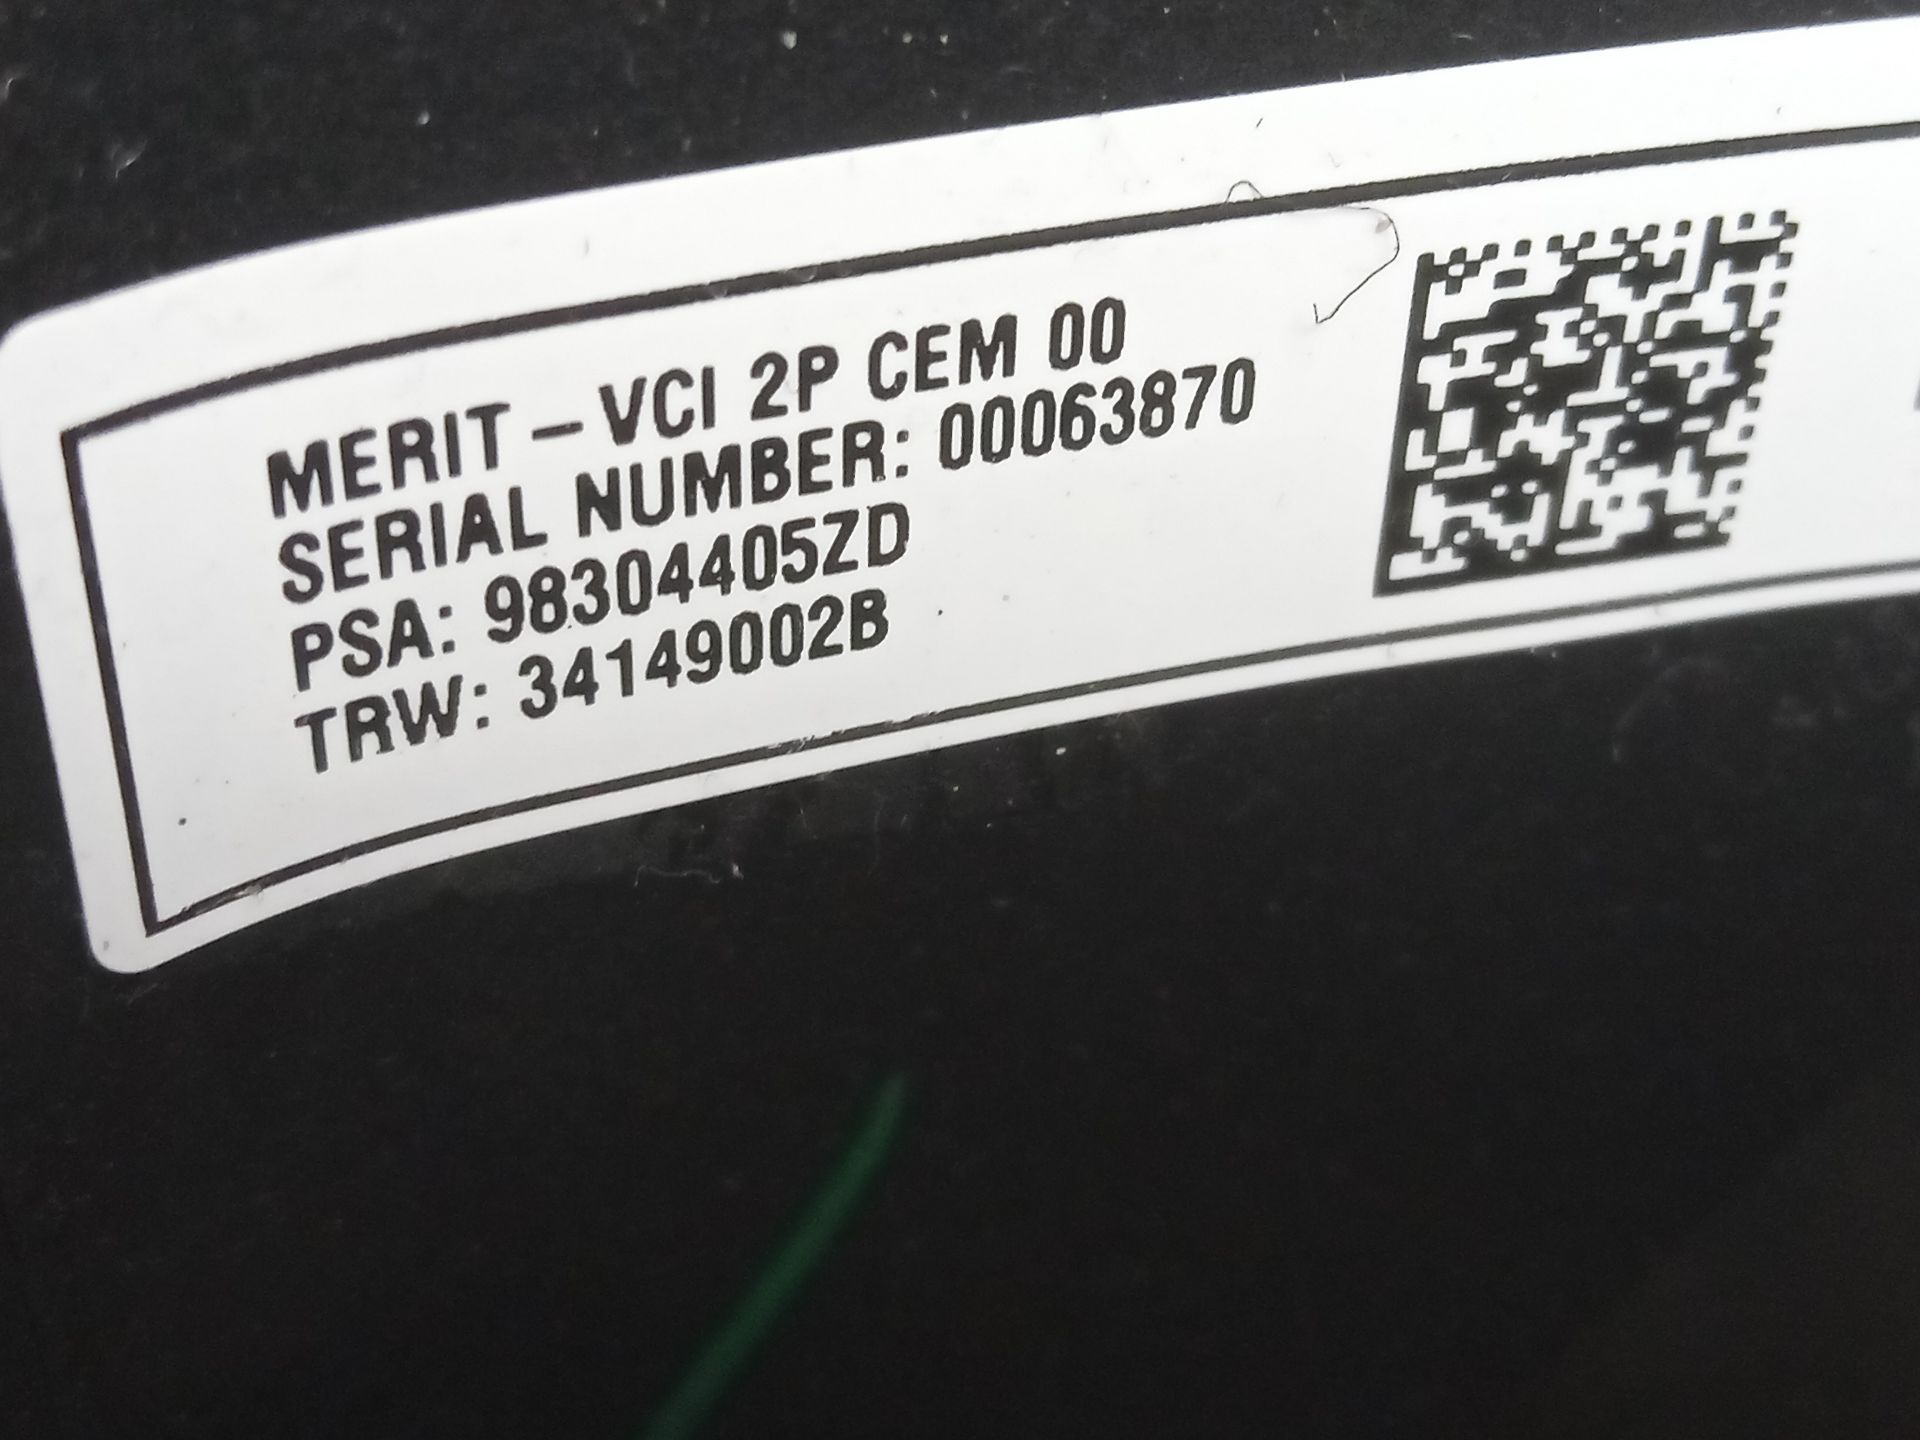 MERIT – VCI 2P CEM 00
SERIAL NUMBER: 00063870
PSA: 98304405ZD
TRW: 34149002B